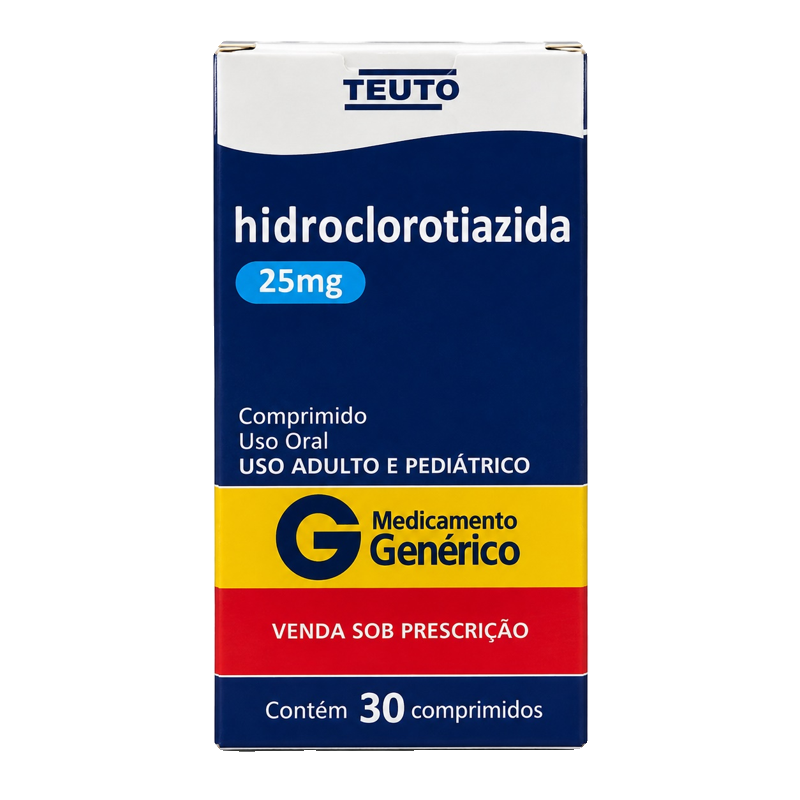 TEUTO
hidroclorotiazida
25mg
Comprimido
Uso Oral
USO ADULTO E PEDIÁTRICO
G Medicamento
Genérico
VENDA SOB PRESCRIÇÃO
Contém 30 comprimidos